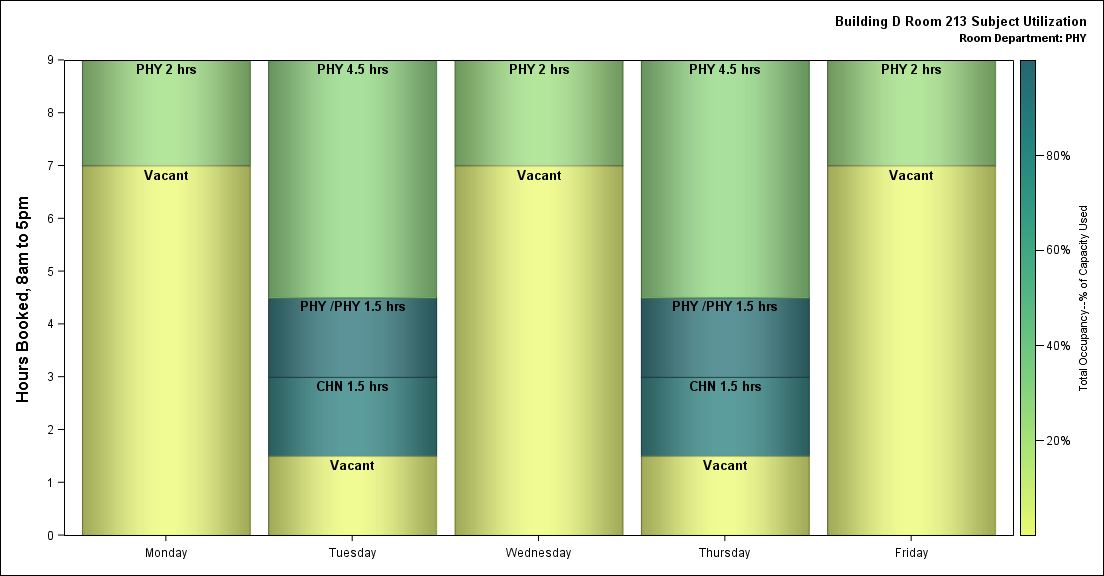 Building D Room 213 Subject Utilization
Room Department: PHY
Hours Booked, 8am to 5pm
9
8
7
6
5
4
3
2
1
0
PHY 2 hrs
Vacant
PHY 4.5 hrs
PHY /PHY 1.5 hrs
CHN 1.5 hrs
Vacant
PHY 2 hrs
Vacant
PHY 4.5 hrs
PHY /PHY 1.5 hrs
CHN 1.5 hrs
Vacant
PHY 2 hrs
Vacant
Monday
Tuesday
Wednesday
Thursday
Friday
80%
60%
40%
20%
Total Occupancy--% of Capacity Used